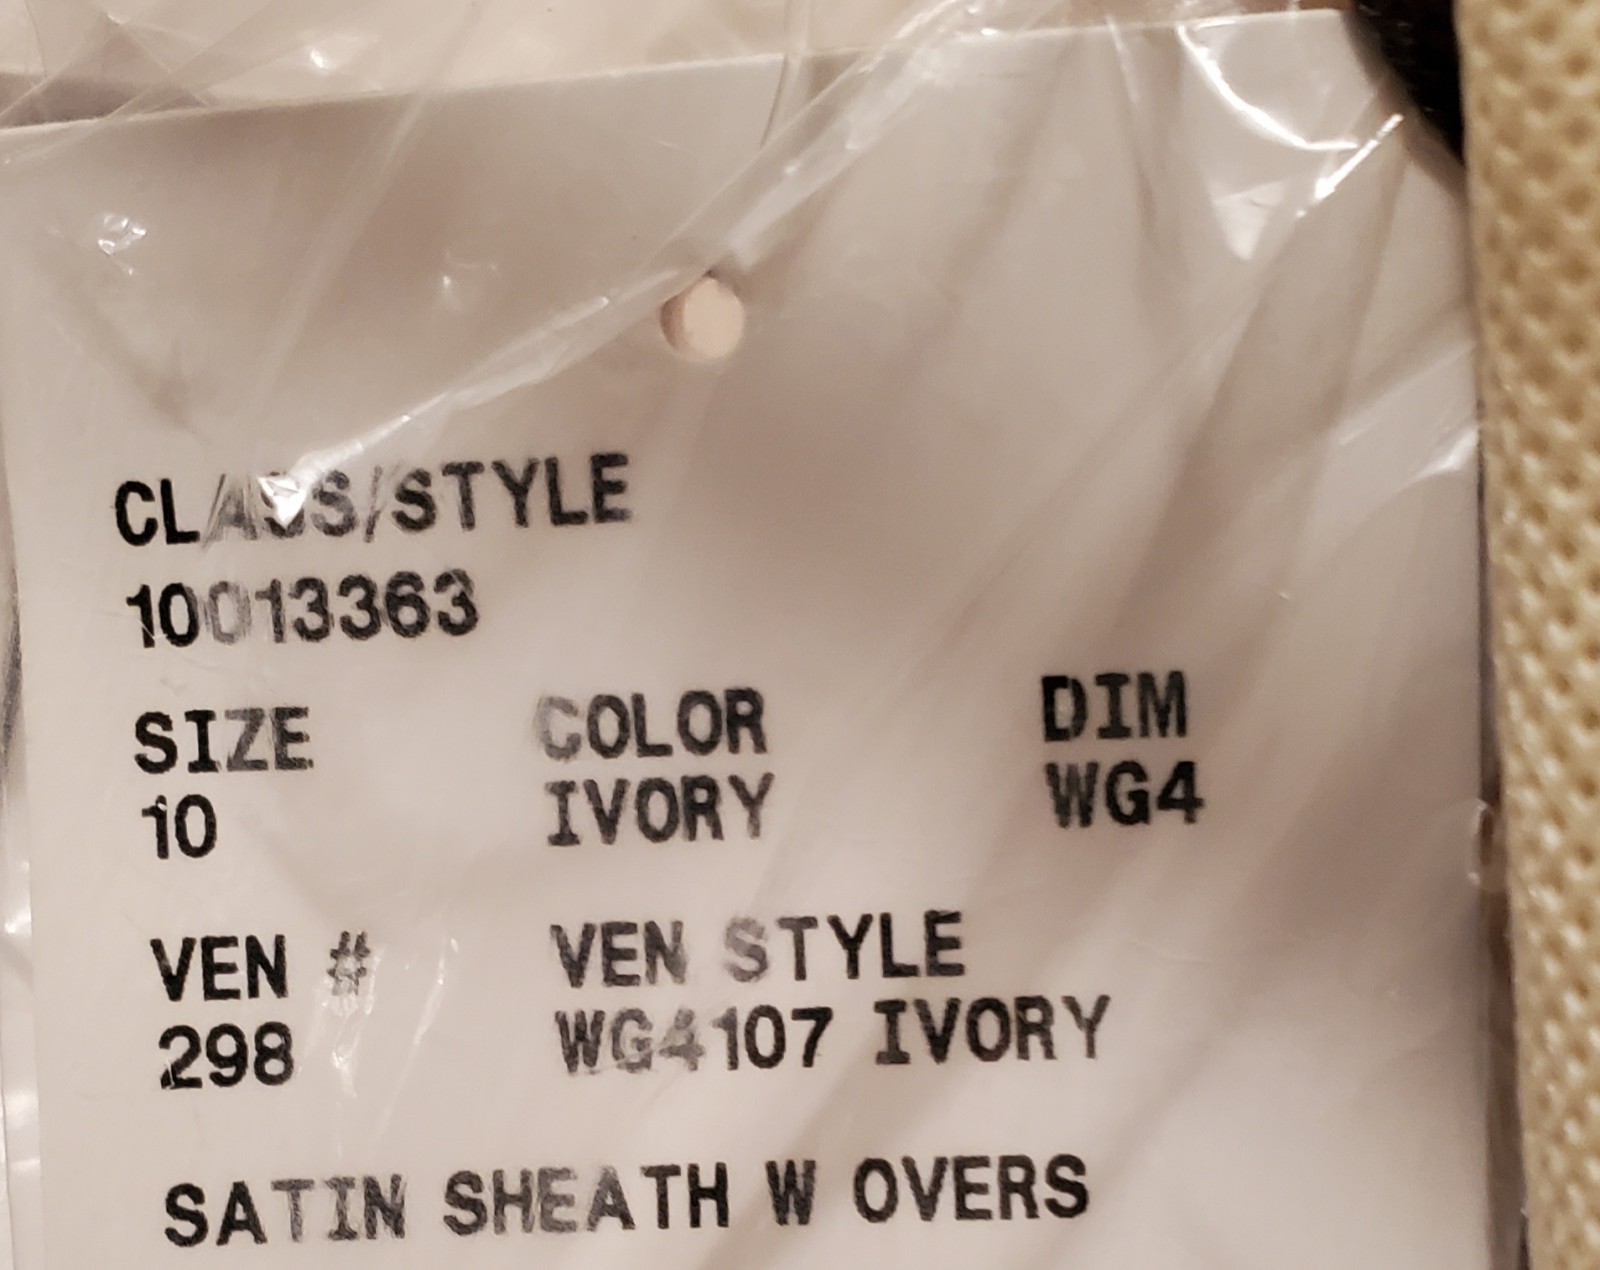 CLASS/STYLE
10013363
SIZE COLOR DIM
10 IVORY WG4
VEN # VEN STYLE
298 WG4107 IVORY
SATIN SHEATH W OVERS